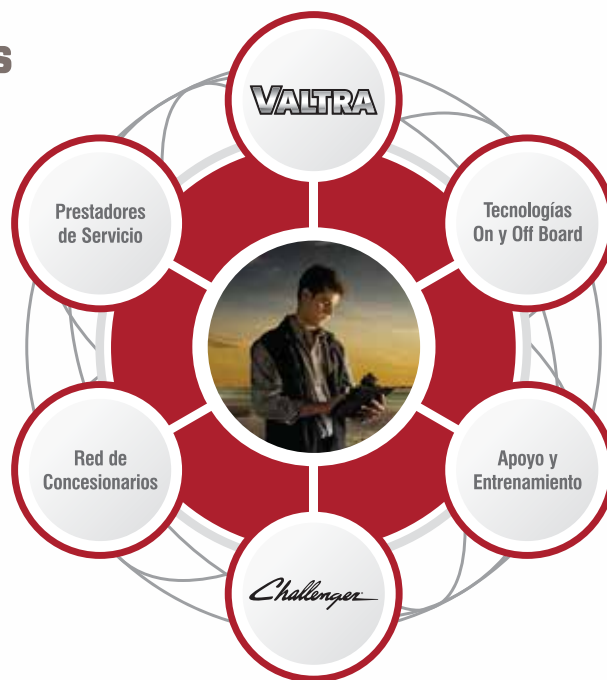 s
VALTRA
Prestadores
de Servicio
Tecnologías
On y Off Board
Red de
Concesionarios
Apoyo y
Entrenamiento
Challenger